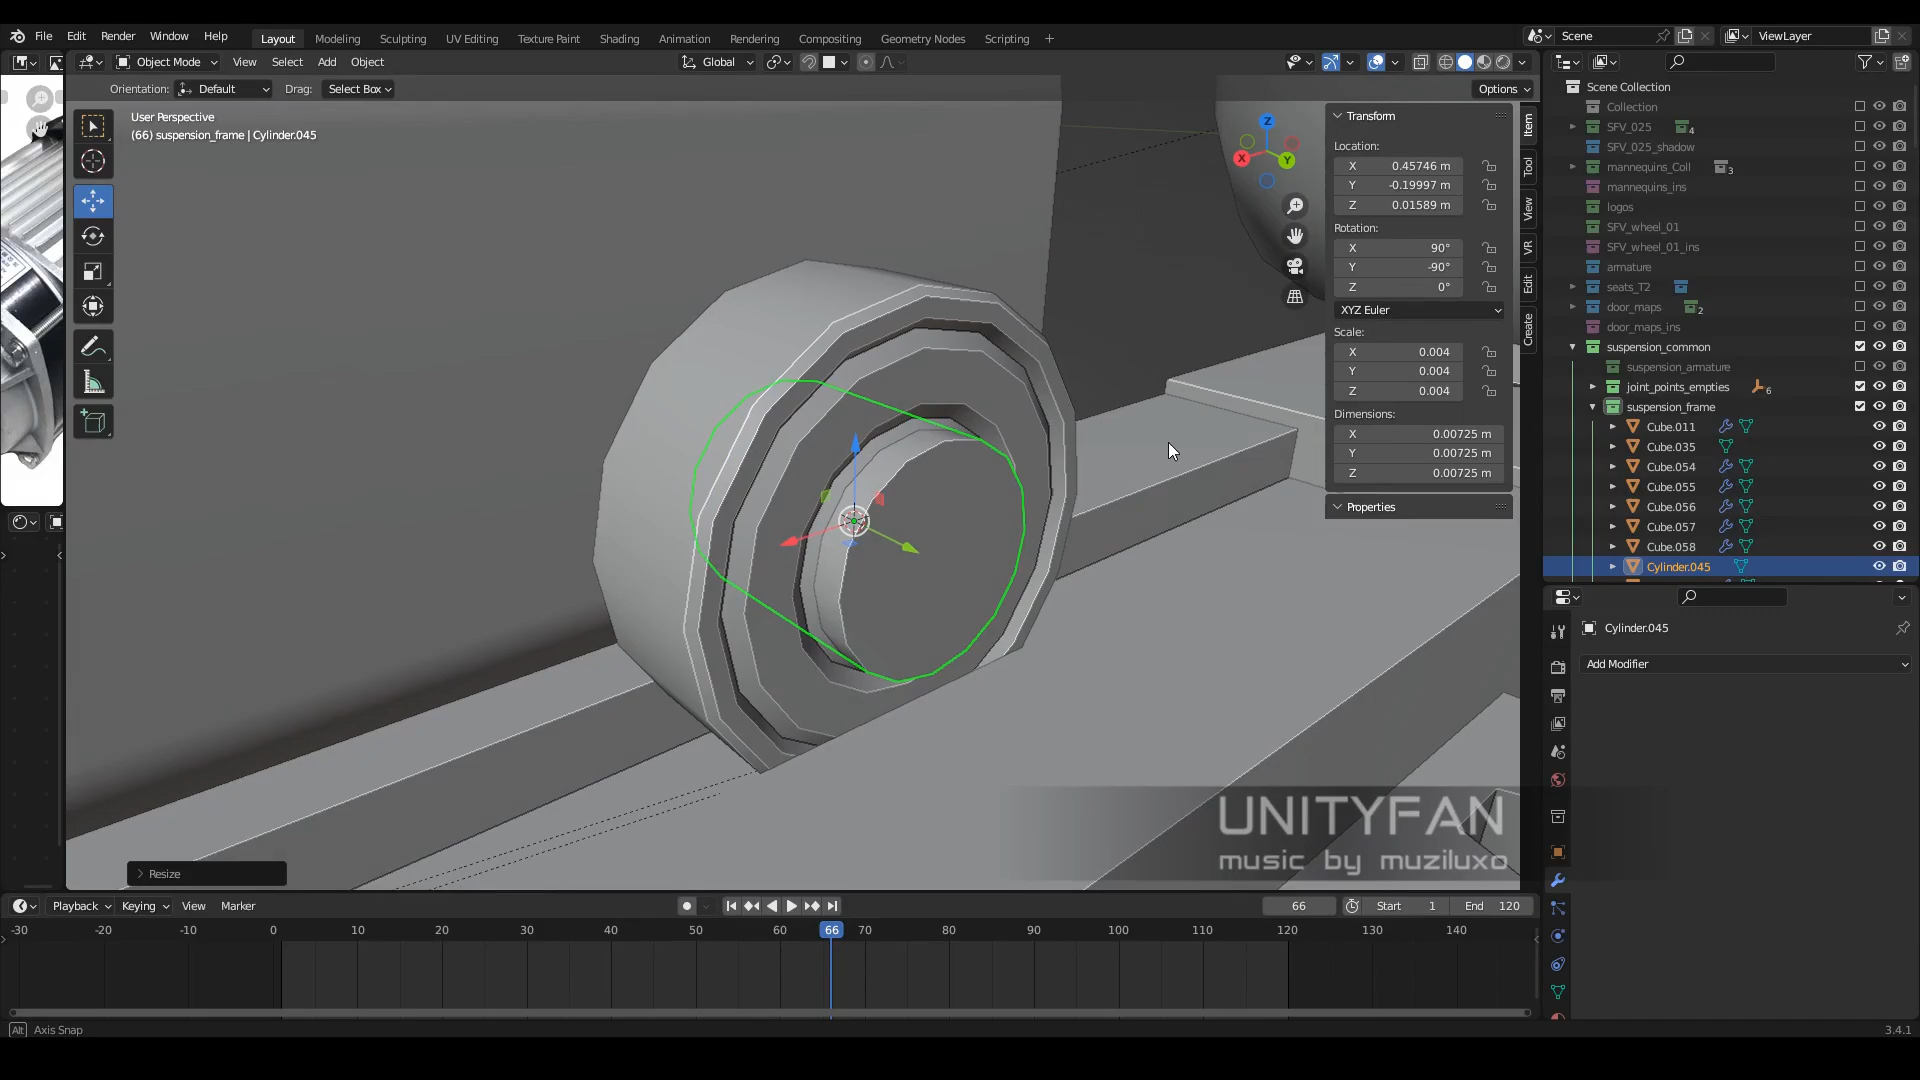 File Edit Render Window Help
Layout Modeling Sculpting UV Editing Texture Paint Shading Animation Rendering Compositing Geometry Nodes Scripting +
Scene
ViewLayer
Object Mode View Select Add Object
Global
Orientation: Default Drag: Select Box
Options
User Perspective
(66) suspension_frame | Cylinder.045
Transform
Location:
X 0.45746 m
Y -0.19997 m
Z 0.01589 m
Rotation:
X 90°
Y -90°
Z 0°
XYZ Euler
Scale:
X 0.004
Y 0.004
Z 0.004
Dimensions:
X 0.00725 m
Y 0.00725 m
Z 0.00725 m
Properties
Item
Tool
View
VR
Edit
Create
Z
X
Y
Scene Collection
Collection
SFV_025 4
SFV_025_shadow
mannequins_Coll 3
mannequins_ins
logos
SFV_wheel_01
SFV_wheel_01_ins
armature
seats_T2
door_maps 2
door_maps_ins
suspension_common
suspension_armature
joint_points_empties 6
suspension_frame
Cube.011
Cube.035
Cube.054
Cube.055
Cube.056
Cube.057
Cube.058
Cylinder.045
Cylinder.045
Add Modifier
UNITYFAN
music by muziluxo
Resize
Playback Keying View Marker
66 Start 1 End 120
-30 -20 -10 0 10 20 30 40 50 60 66 70 80 90 100 110 120 130 140
Alt Axis Snap
3.4.1